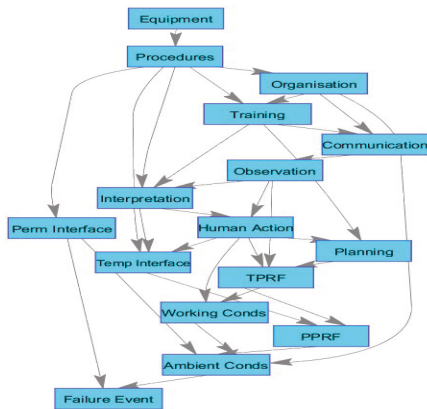 Equipment
Procedures
Organisation
Training
Communication
Observation
Interpretation
Perm Interface
Human Action
Planning
Temp Interface
TPRF
Working Conds
PPRF
Ambient Conds
Failure Event